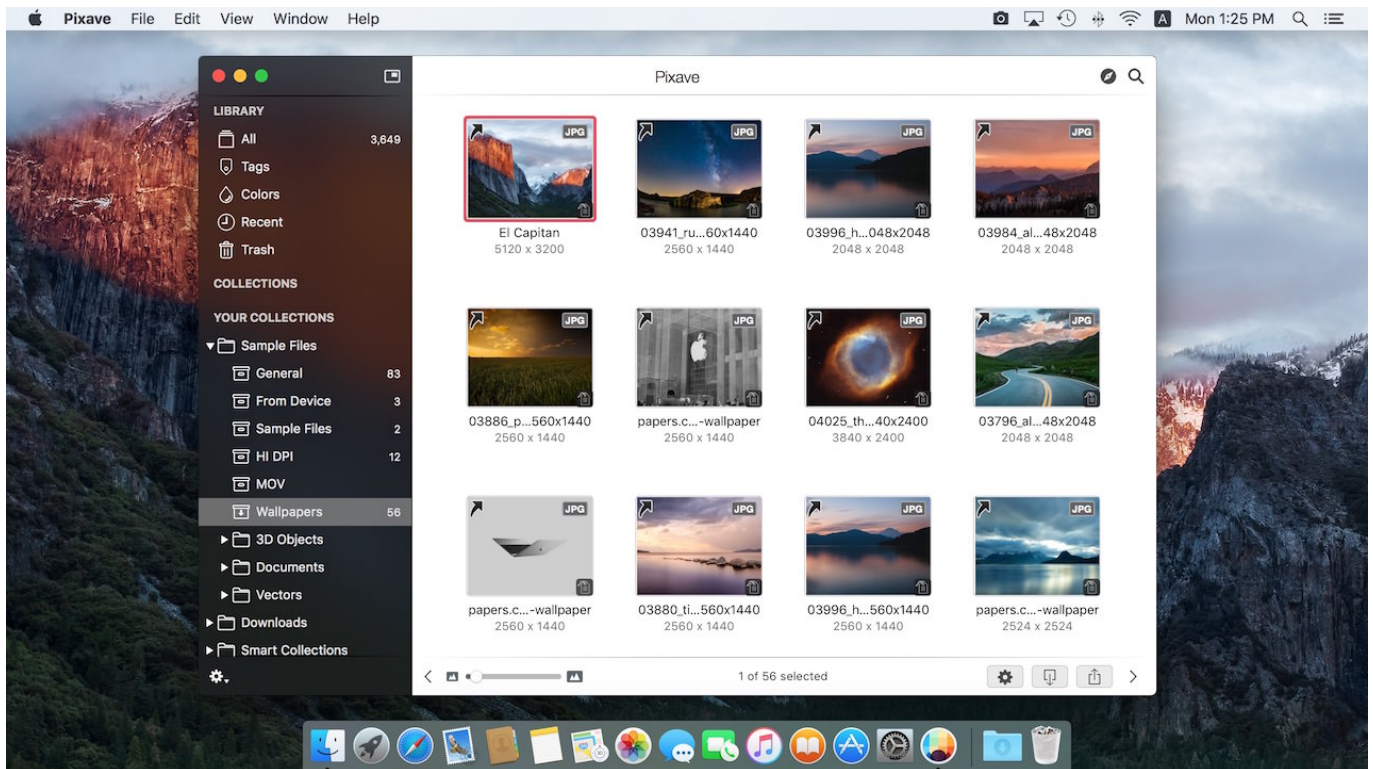 Pixave File Edit View Window Help A Mon 1:25 PM
Pixave
LIBRARY
All 3,649
Tags
Colors
Recent
Trash
COLLECTIONS
YOUR COLLECTIONS
Sample Files
General 83
From Device 3
Sample Files 2
HI DPI 12
MOV
Wallpapers 56
3D Objects
Documents
Vectors
Downloads
Smart Collections
JPG JPG JPG JPG
El Capitan 03941_ru...60x1440 03996_h...048x2048 03984_al...48x2048
5120 x 3200 2560 x 1440 2048 x 2048 2048 x 2048
JPG JPG JPG JPG
03886_p...560x1440 papers.c...-wallpaper 04025_th...40x2400 03796_al...48x2048
2560 x 1440 2560 x 1440 3840 x 2400 2048 x 2048
JPG JPG JPG JPG
papers.c...-wallpaper 03880_ti...560x1440 03996_h...560x1440 papers.c...-wallpaper
2560 x 1440 2560 x 1440 2560 x 1440 2524 x 2524
1 of 56 selected